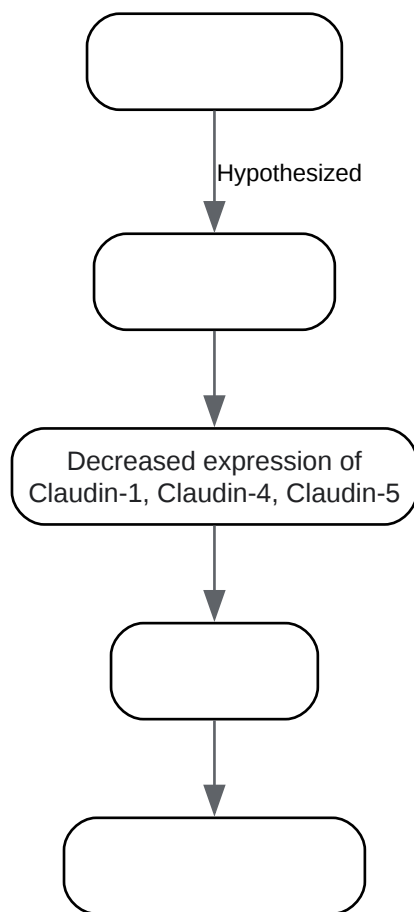 Hypothesized
Decreased expression of
Claudin-1, Claudin-4, Claudin-5